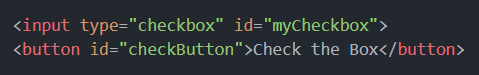 <input type="checkbox" id="myCheckbox">
<button id="checkButton">Check the Box</button>